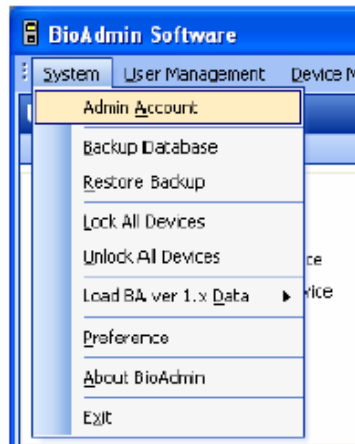 BioAdmin Software
System User Management Device M
Admin Account
Backup Database
Restore Backup
Lock All Devices
Unlock All Devices
ce
Load BA ver 1.x Data
vice
Preference
About BioAdmin
Exit